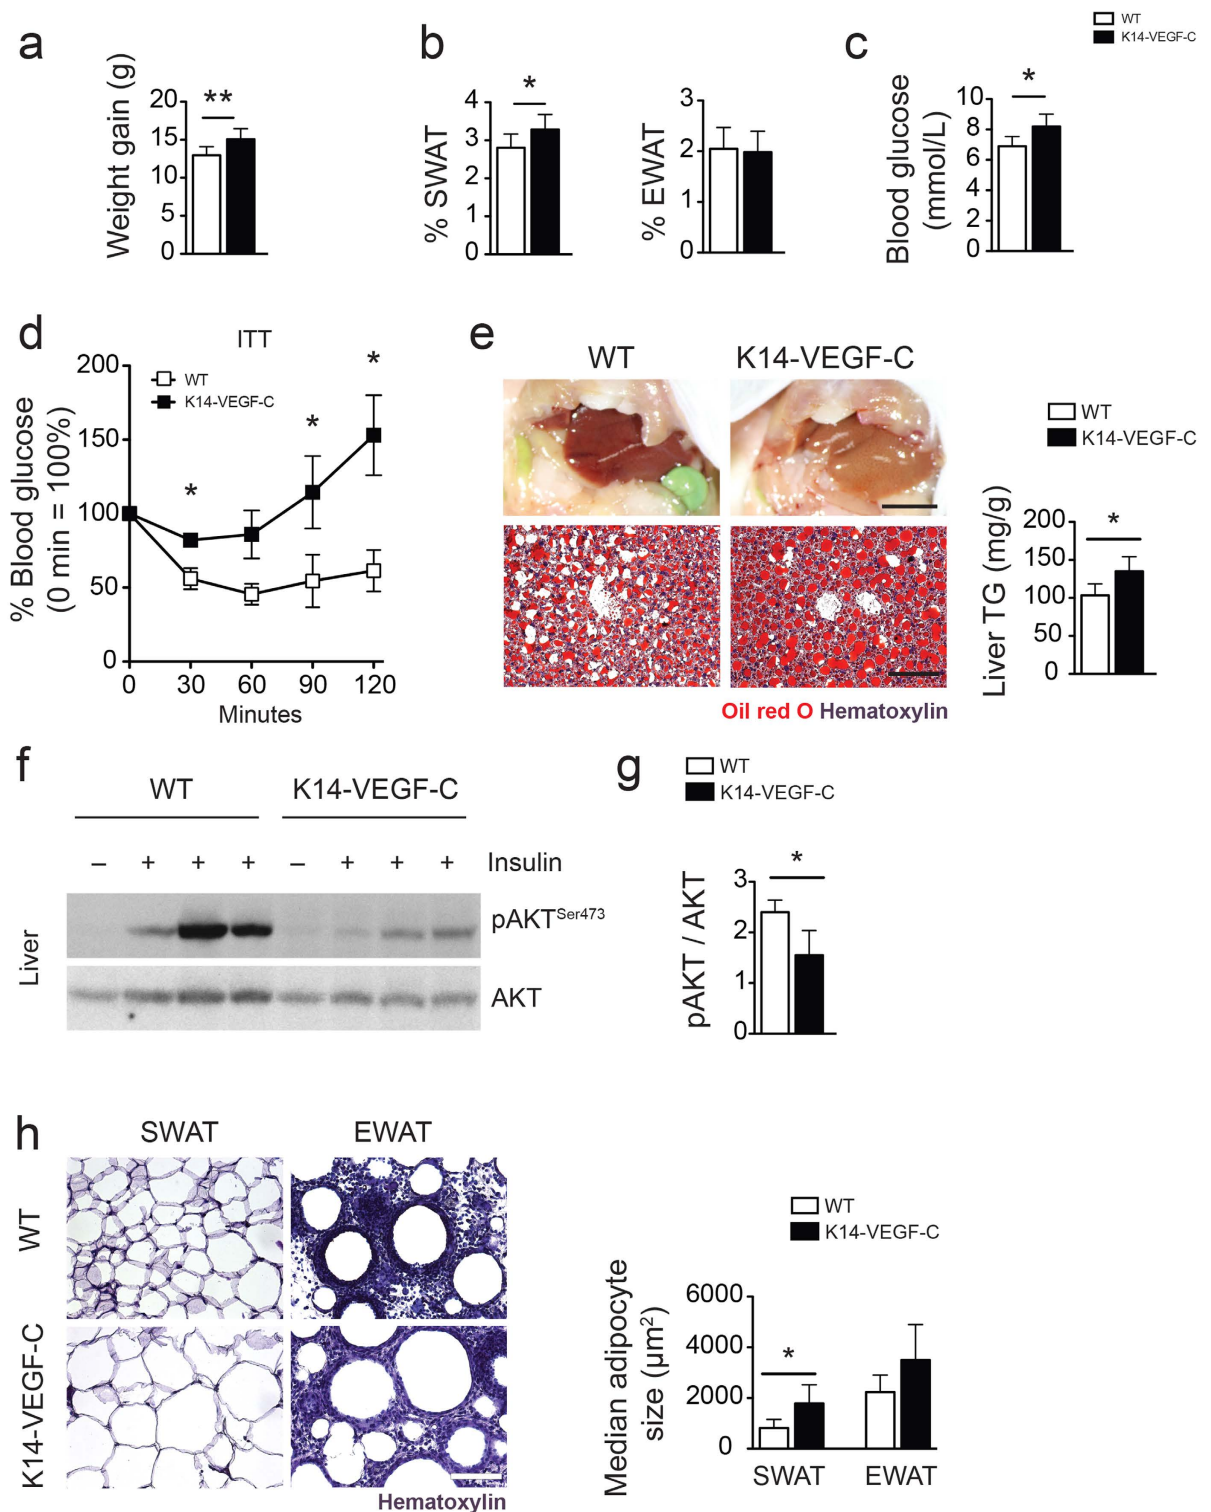 WT
K14-VEGF-C
a
Weight gain (g)
**
20
15
10
5
0
b
% SWAT
*
4
3
2
1
0
% EWAT
3
2
1
0
c
Blood glucose
(mmol/L)
*
10
8
6
4
2
0
d
ITT
% Blood glucose
(0 min = 100%)
200
150
100
50
0
WT
K14-VEGF-C
*
*
*
0 30 60 90 120
Minutes
e
WT K14-VEGF-C
Oil red O Hematoxylin
WT
K14-VEGF-C
Liver TG (mg/g)
*
200
150
100
50
0
f
WT K14-VEGF-C
– + + + – + + + Insulin
Liver
pAKTSer473
AKT
g
WT
K14-VEGF-C
pAKT / AKT
*
3
2
1
0
h
SWAT EWAT
WT
K14-VEGF-C
Hematoxylin
WT
K14-VEGF-C
Median adipocyte
size (µm²)
6000
4000
2000
0
*
SWAT EWAT